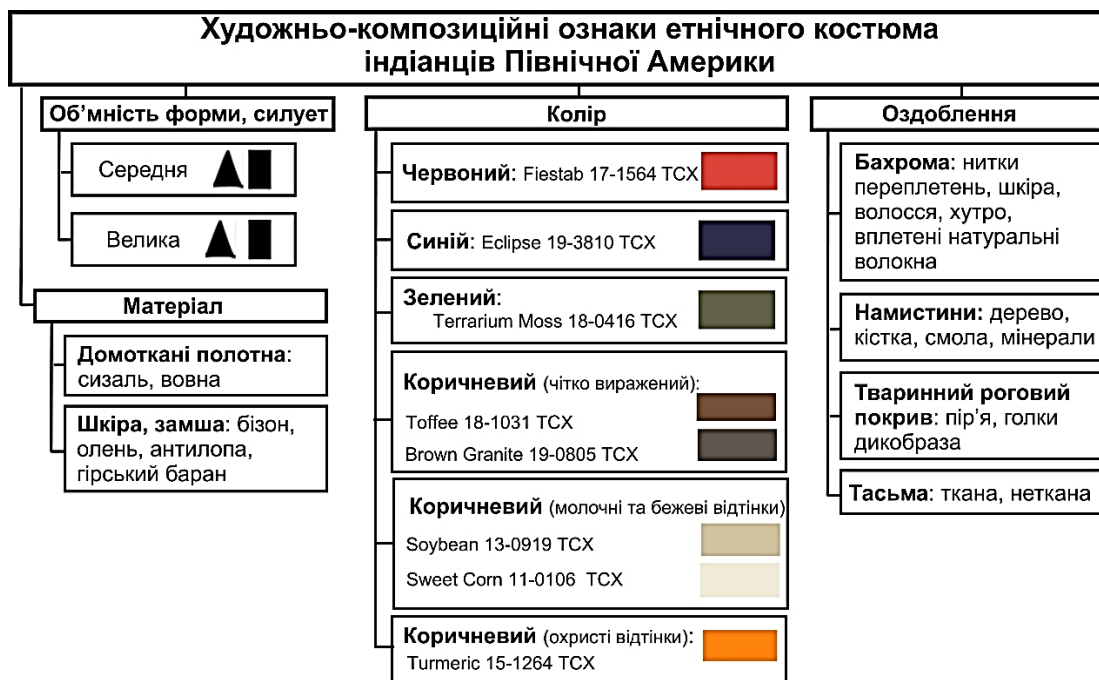 Художньо-композиційні ознаки етнічного костюма
індіанців Північної Америки
Об’мність форми, силует
Середня
Велика
Матеріал
Домоткані полотна:
сизаль, вовна
Шкіра, замша: бізон,
олень, антилопа,
гірський баран
Колір
Червоний: Fiestab 17-1564 TCX
Синій: Eclipse 19-3810 TCX
Зелений:
Terrarium Moss 18-0416 TCX
Коричневий (чітко виражений):
Toffee 18-1031 TCX
Brown Granite 19-0805 TCX
Коричневий (молочні та бежеві відтінки)
Soybean 13-0919 TCX
Sweet Corn 11-0106 TCX
Коричневий (охристі відтінки):
Turmeric 15-1264 TCX
Оздоблення
Бахрома: нитки
переплетень, шкіра,
волосся, хутро,
вплетені натуральні
волокна
Намистини: дерево,
кістка, смола, мінерали
Тваринний роговий
покрив: пір’я, голки
дикобраза
Тасьма: ткана, неткана